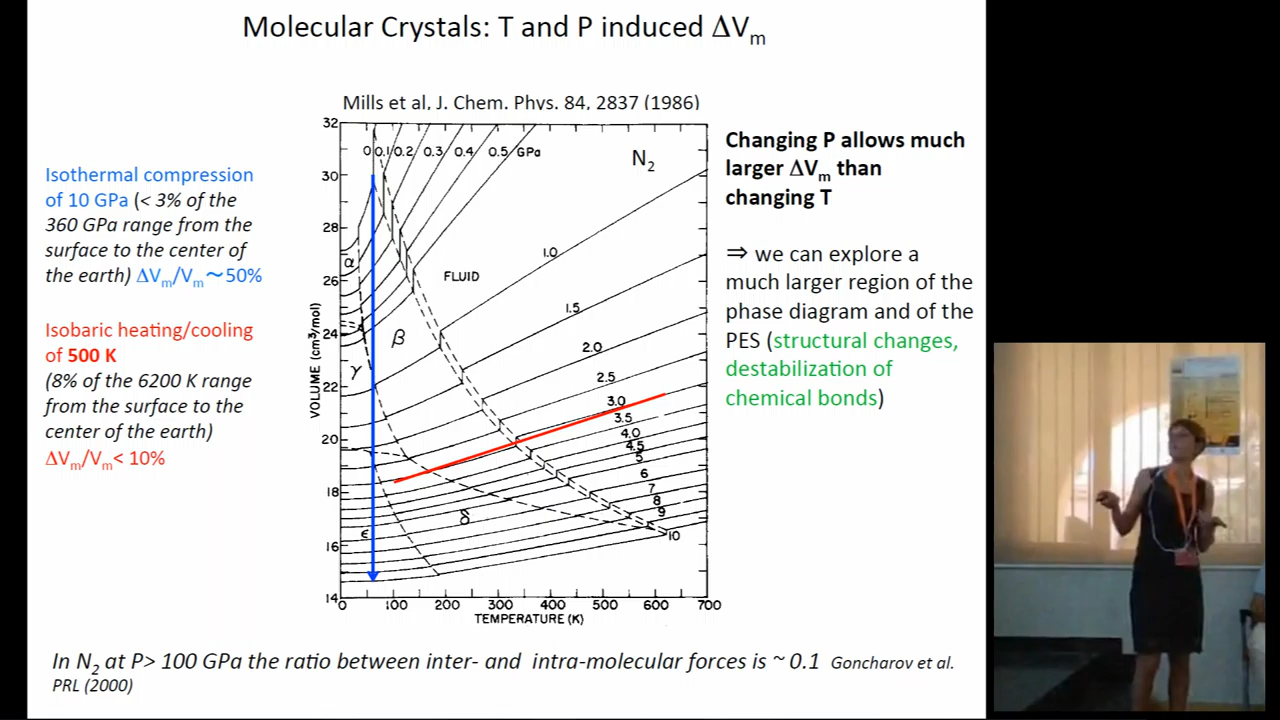 Molecular Crystals: T and P induced ΔVm
Mills et al, J. Chem. Phys. 84, 2837 (1986)
Isothermal compression
of 10 GPa (< 3% of the
360 GPa range from the
surface to the center of
the earth) ΔVm/Vm ~50%
Isobaric heating/cooling
of 500 K
(8% of the 6200 K range
from the surface to the
center of the earth)
ΔVm/Vm< 10%
32
30
28
26
24
22
20
18
16
14
VOLUME (cm³/mol)
0 0.1 0.2 0.3 0.4 0.5 GPa
N2
1.0
α
FLUID
1.5
β
2.0
γ
2.5
3.0
3.5
4.0
4.5
5
6
7
8
9
10
δ
ϵ
0 100 200 300 400 500 600 700
TEMPERATURE (K)
Changing P allows much
larger ΔVm than
changing T
⇒ we can explore a
much larger region of the
phase diagram and of the
PES (structural changes,
destabilization of
chemical bonds)
In N2 at P> 100 GPa the ratio between inter- and intra-molecular forces is ~ 0.1 Goncharov et al.
PRL (2000)